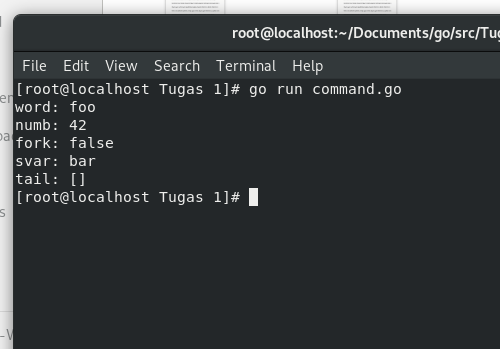 root@localhost:~/Documents/go/src/Tug
File Edit View Search Terminal Help
[root@localhost Tugas 1]# go run command.go
word: foo
numb: 42
fork: false
svar: bar
tail: []
[root@localhost Tugas 1]#